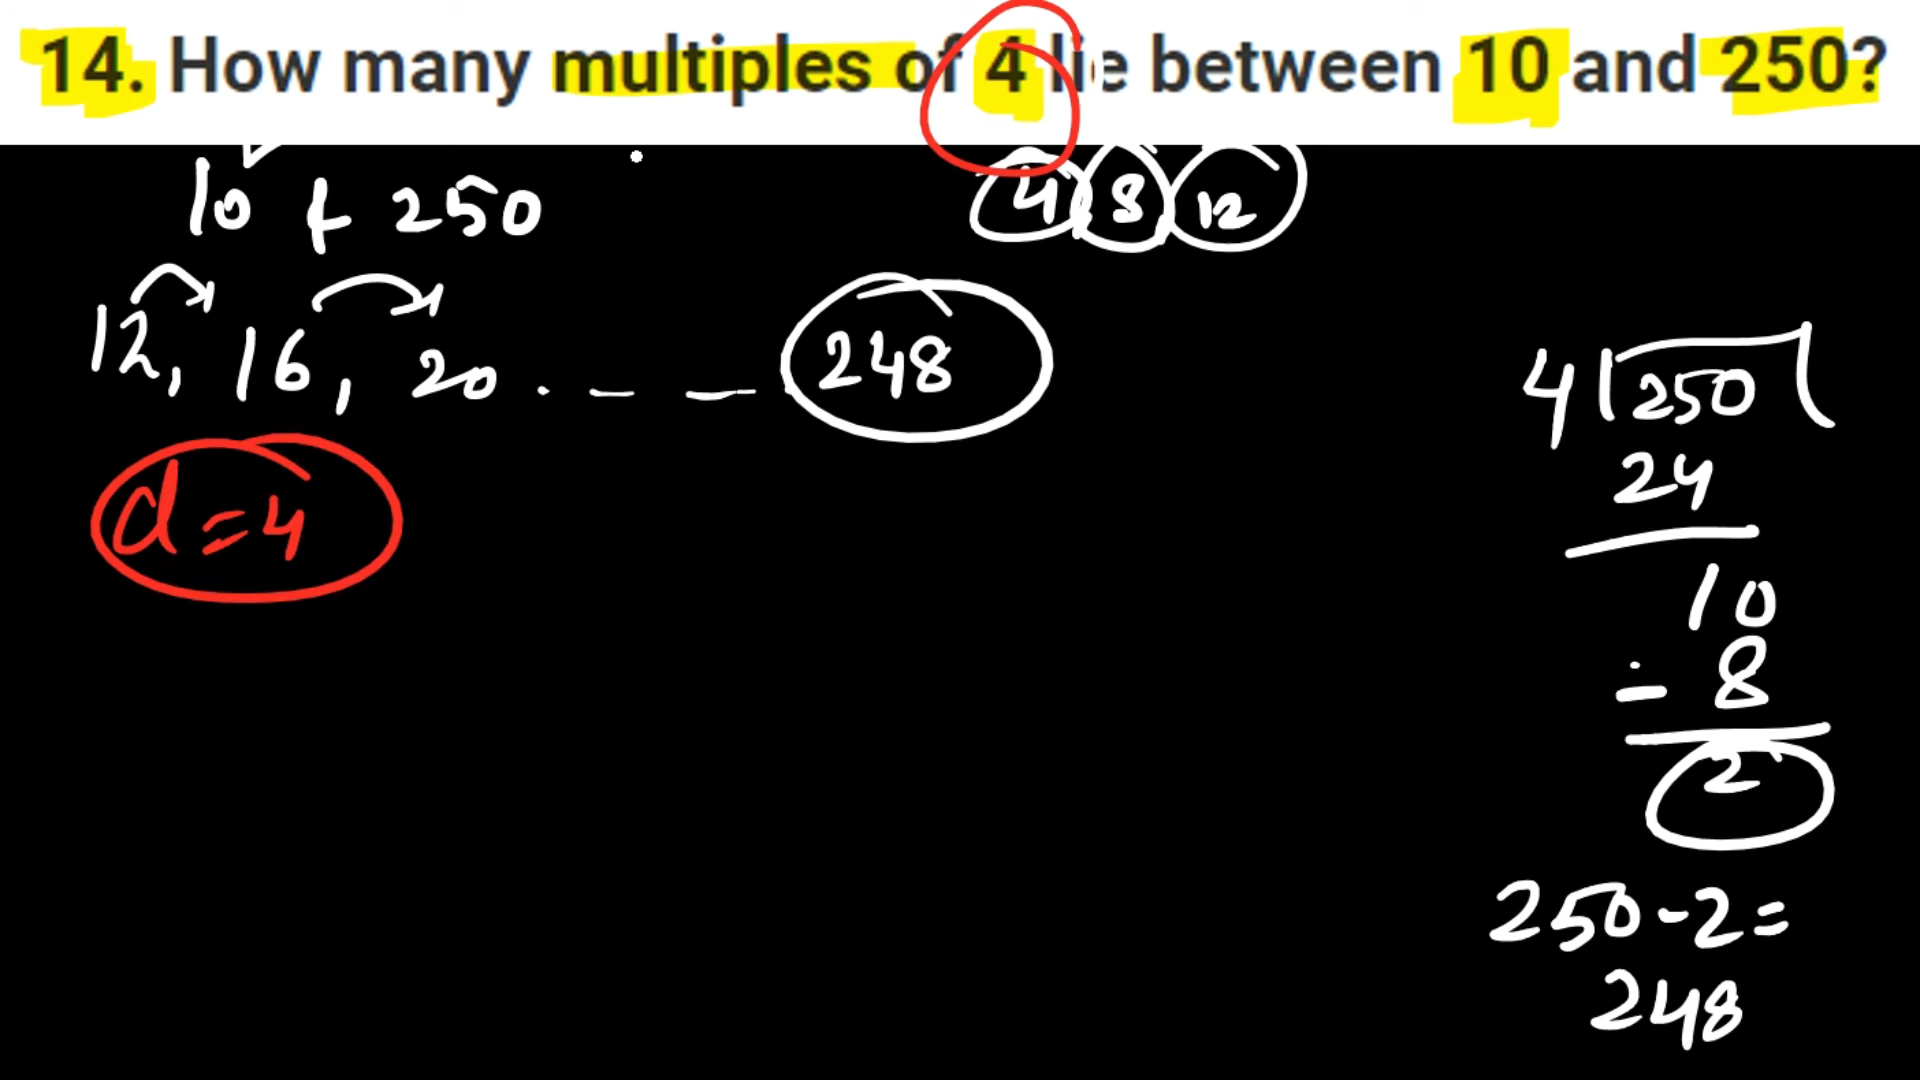 14. How many multiples of 4 lie between 10 and 250?
10 & 250
4 8 12
12, 16, 20 . _ _ 248
d = 4
4 250
24
10
- 8
2
250 - 2 =
248